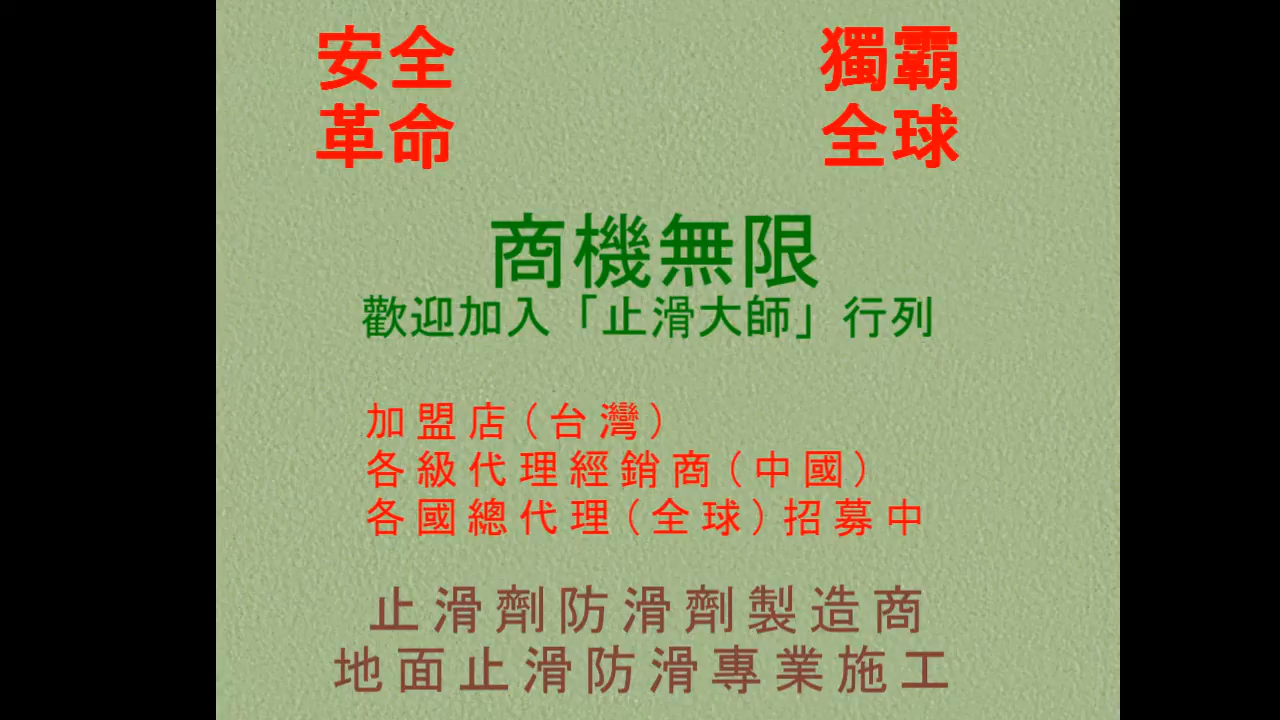 安全
革命
獨霸
全球
商機無限
歡迎加入「止滑大師」行列
加盟店(台灣)
各級代理經銷商(中國)
各國總代理(全球)招募中
止滑劑防滑劑製造商
地面止滑防滑專業施工